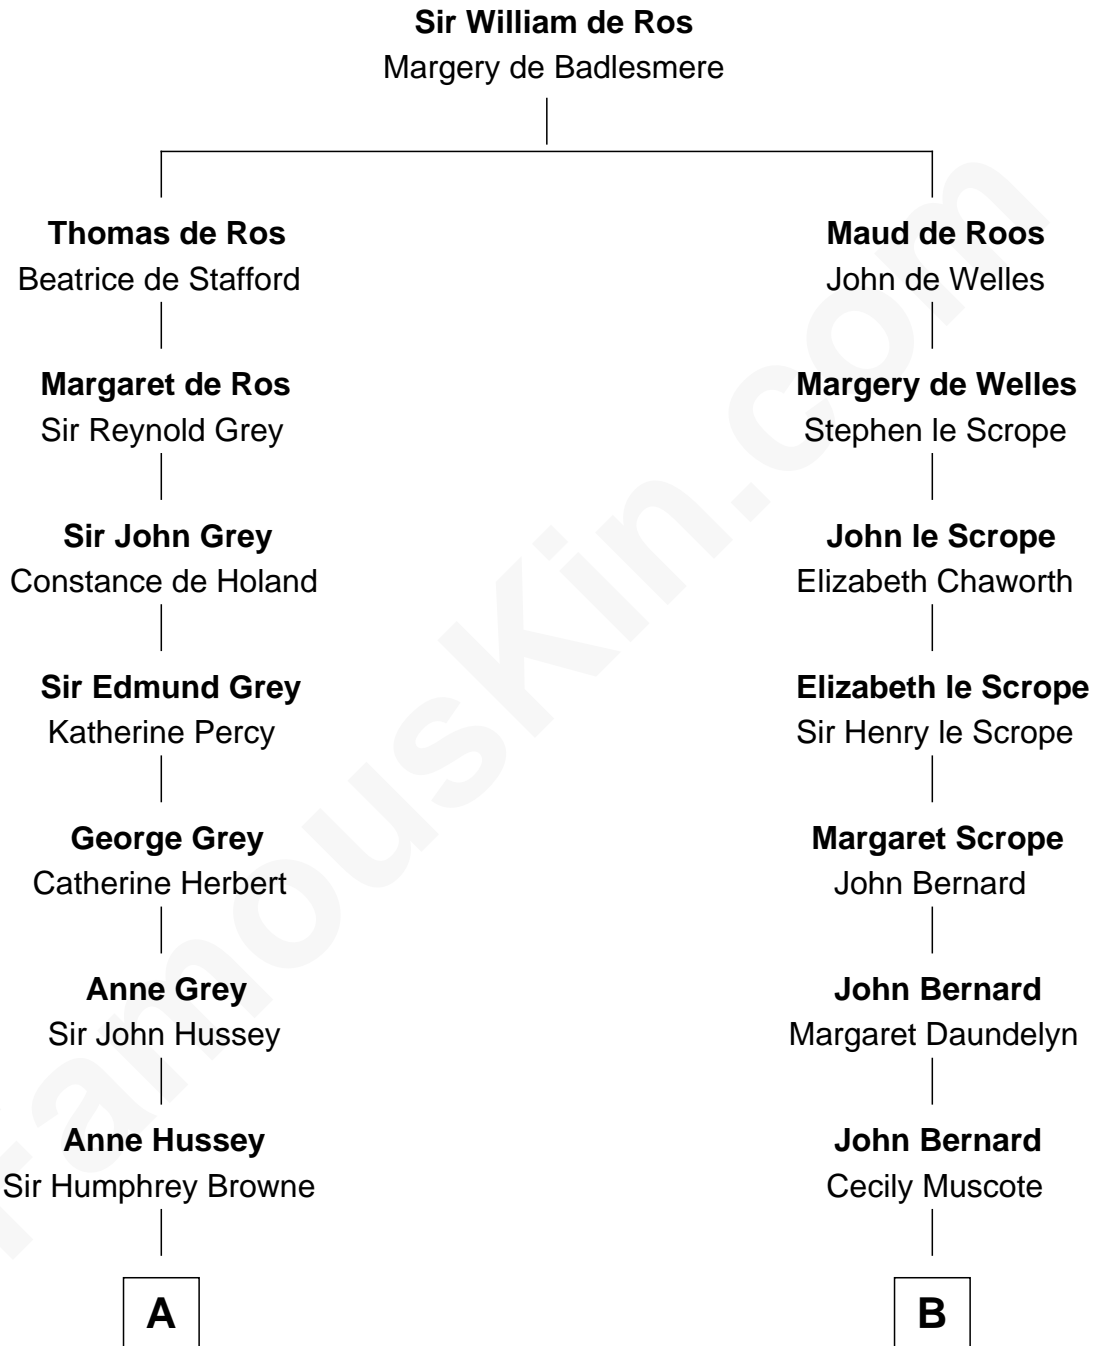 Sir William de Ros
Margery de Badlesmere
Thomas de Ros
Beatrice de Stafford
Maud de Roos
John de Welles
Margaret de Ros
Sir Reynold Grey
Margery de Welles
Stephen le Scrope
Sir John Grey
Constance de Holand
John le Scrope
Elizabeth Chaworth
Sir Edmund Grey
Katherine Percy
Elizabeth le Scrope
Sir Henry le Scrope
George Grey
Catherine Herbert
Margaret Scrope
John Bernard
Anne Grey
Sir John Hussey
John Bernard
Margaret Daundelyn
Anne Hussey
Sir Humphrey Browne
John Bernard
Cecily Muscote
A
B
FamousKin.com